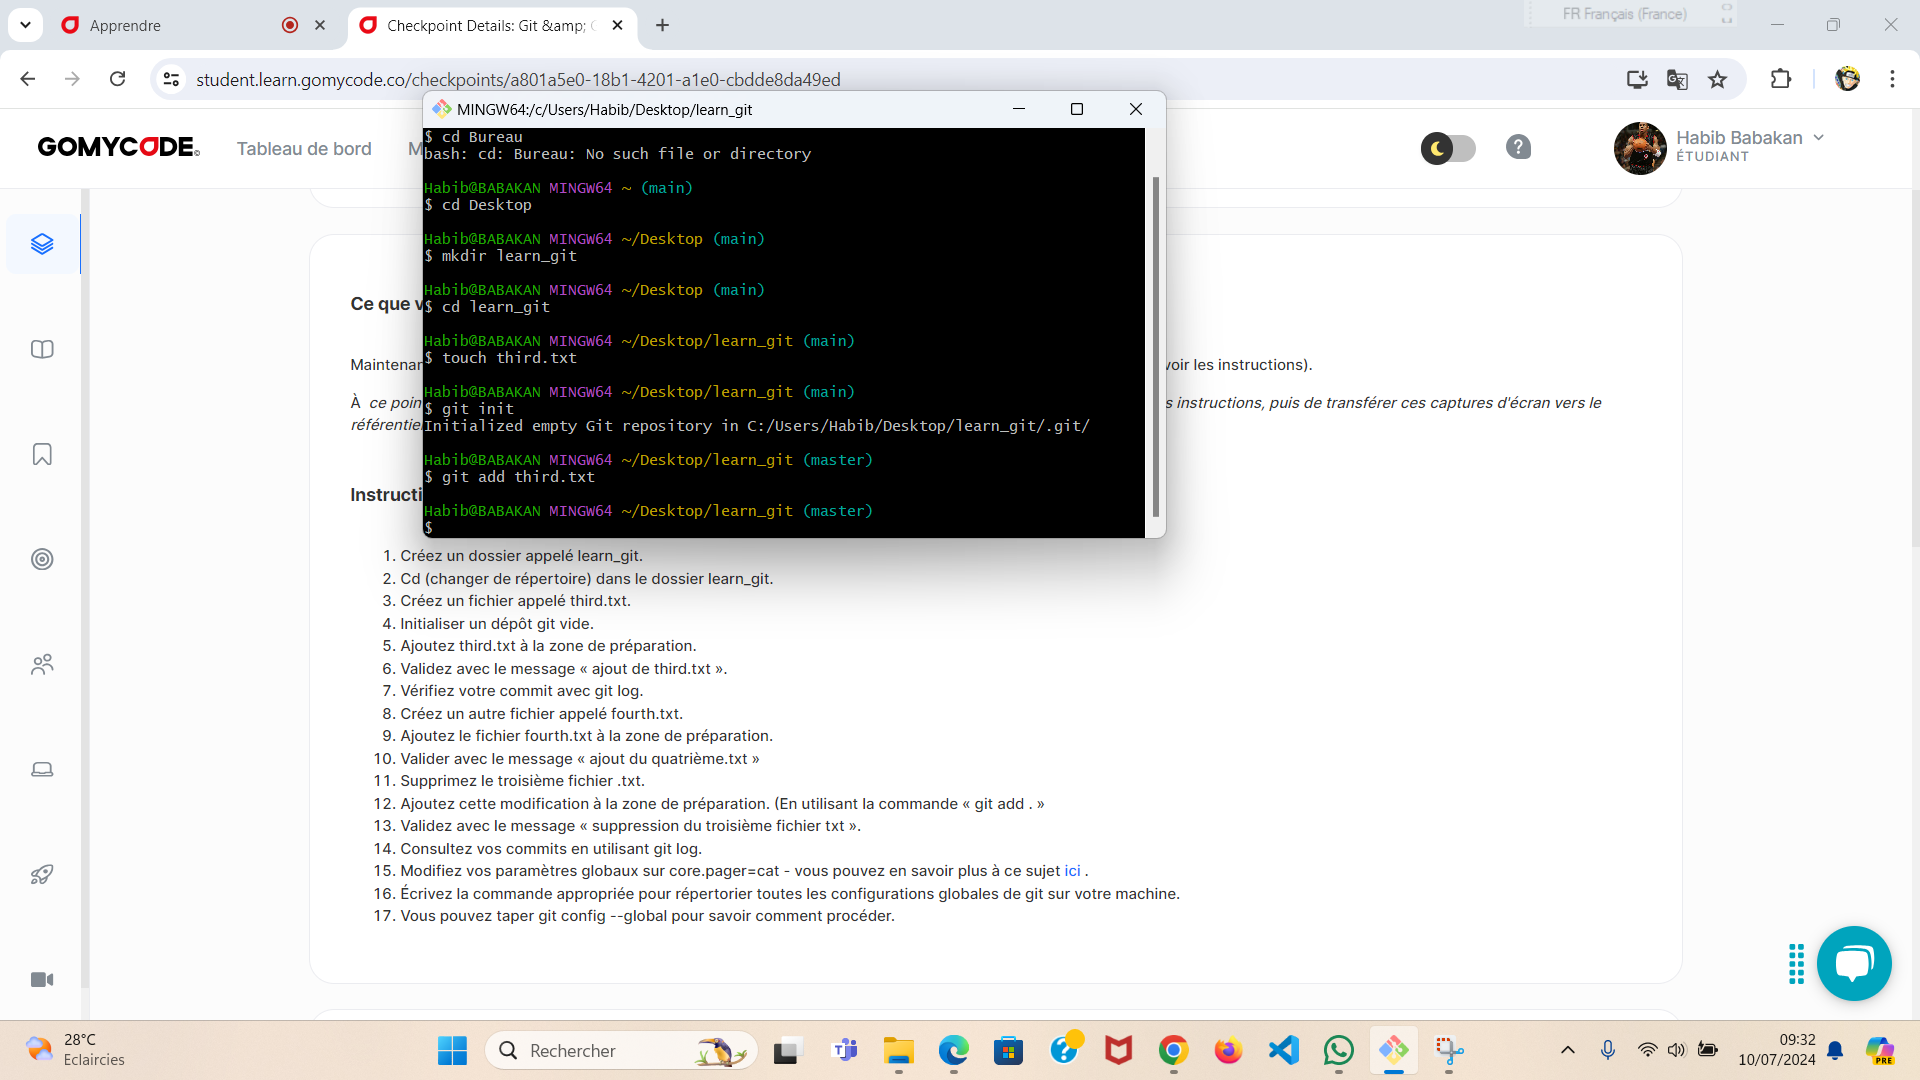 Apprendre
Checkpoint Details: Git &amp;
FR Français (France)
student.learn.gomycode.co/checkpoints/a801a5e0-18b1-4201-a1e0-cbdde8da49ed
MINGW64:/c/Users/Habib/Desktop/learn_git
GOMYCODE
Tableau de bord
M
Habib Babakan
ÉTUDIANT
$ cd Bureau
bash: cd: Bureau: No such file or directory
Habib@BABAKAN MINGW64 ~ (main)
$ cd Desktop
Habib@BABAKAN MINGW64 ~/Desktop (main)
$ mkdir learn_git
Habib@BABAKAN MINGW64 ~/Desktop (main)
$ cd learn_git
Habib@BABAKAN MINGW64 ~/Desktop/learn_git (main)
$ touch third.txt
Habib@BABAKAN MINGW64 ~/Desktop/learn_git (main)
$ git init
Initialized empty Git repository in C:/Users/Habib/Desktop/learn_git/.git/
Habib@BABAKAN MINGW64 ~/Desktop/learn_git (master)
$ git add third.txt
Habib@BABAKAN MINGW64 ~/Desktop/learn_git (master)
$
Ce que v
Maintenan voir les instructions).
À ce poin s instructions, puis de transférer ces captures d'écran vers le
référentie
Instructi
1. Créez un dossier appelé learn_git.
2. Cd (changer de répertoire) dans le dossier learn_git.
3. Créez un fichier appelé third.txt.
4. Initialiser un dépôt git vide.
5. Ajoutez third.txt à la zone de préparation.
6. Validez avec le message « ajout de third.txt ».
7. Vérifiez votre commit avec git log.
8. Créez un autre fichier appelé fourth.txt.
9. Ajoutez le fichier fourth.txt à la zone de préparation.
10. Valider avec le message « ajout du quatrième.txt »
11. Supprimez le troisième fichier .txt.
12. Ajoutez cette modification à la zone de préparation. (En utilisant la commande « git add . »
13. Validez avec le message « suppression du troisième fichier txt ».
14. Consultez vos commits en utilisant git log.
15. Modifiez vos paramètres globaux sur core.pager=cat - vous pouvez en savoir plus à ce sujet ici .
16. Écrivez la commande appropriée pour répertorier toutes les configurations globales de git sur votre machine.
17. Vous pouvez taper git config --global pour savoir comment procéder.
28°C
Eclaircies
Rechercher
09:32
10/07/2024
PRE